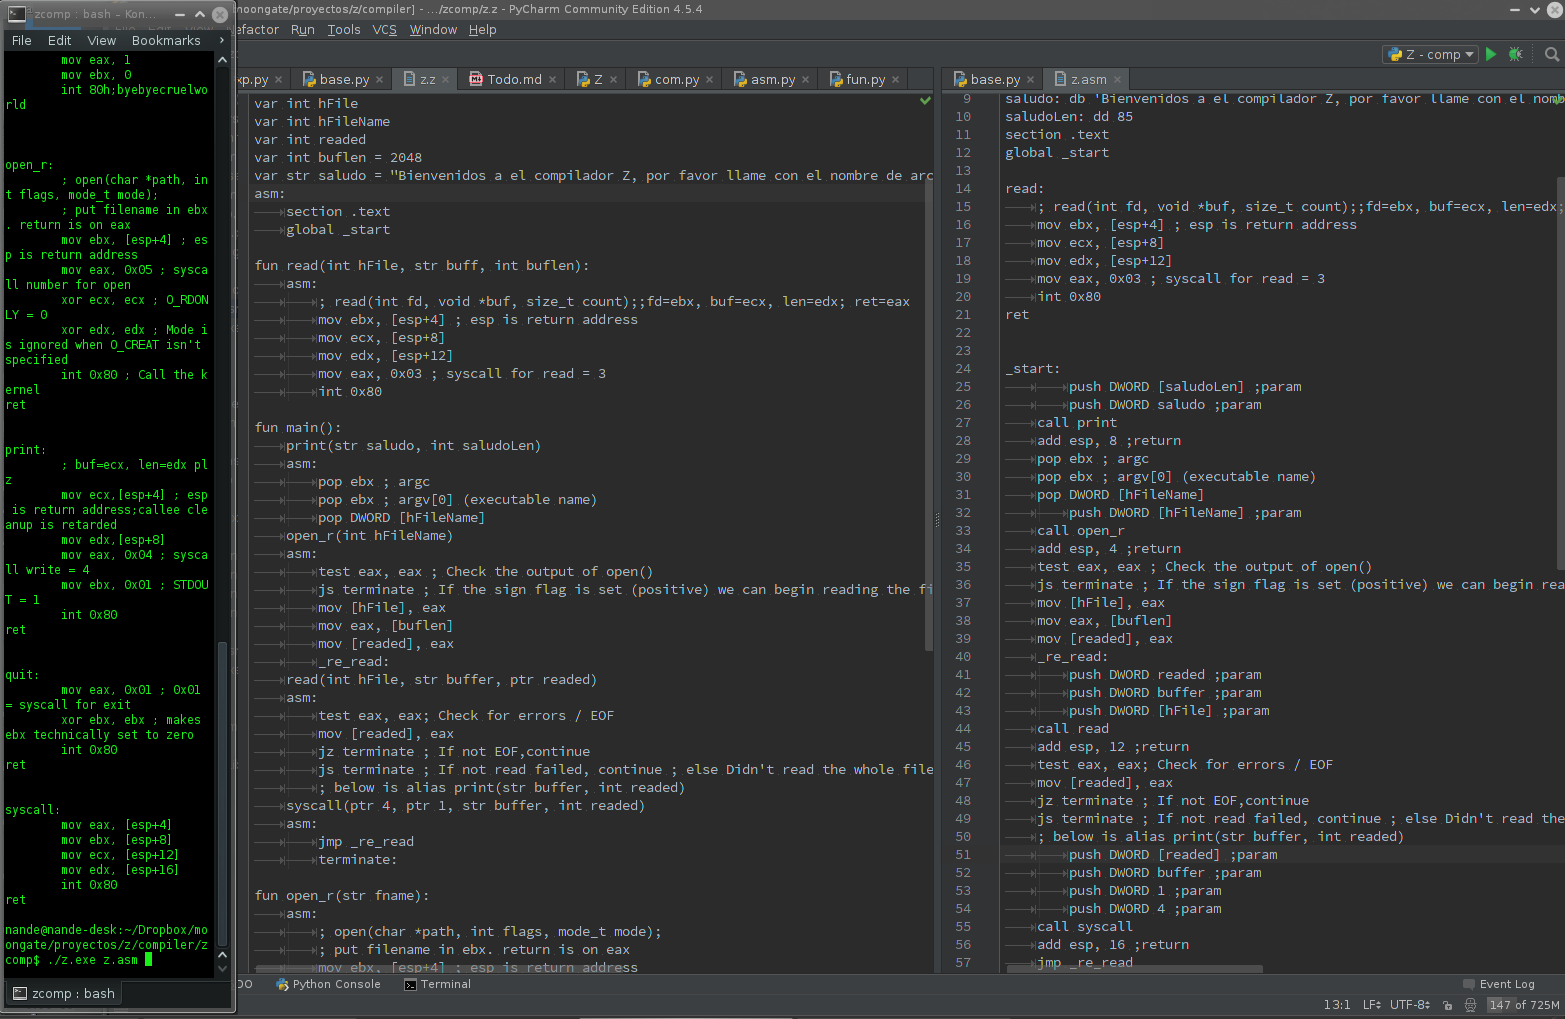 zcomp : bash – Kon...
File Edit View Bookmarks
mov eax, 1
mov ebx, 0
int 80h;byebyecruelwo
rld
open_r:
; open(char *path, in
t flags, mode_t mode);
; put filename in ebx
. return is on eax
mov ebx, [esp+4] ; es
p is return address
mov eax, 0x05 ; sysca
ll number for open
xor ecx, ecx ; O_RDON
LY = 0
xor edx, edx ; Mode i
s ignored when O_CREAT isn't
specified
int 0x80 ; Call the k
ernel
ret
print:
; buf=ecx, len=edx pl
z
mov ecx,[esp+4] ; esp
is return address;callee cle
anup is retarded
mov edx,[esp+8]
mov eax, 0x04 ; sysca
ll write = 4
mov ebx, 0x01 ; STDOU
T = 1
int 0x80
ret
quit:
mov eax, 0x01 ; 0x01
= syscall for exit
xor ebx, ebx ; makes
ebx technically set to zero
int 0x80
ret
syscall:
mov eax, [esp+4]
mov ebx, [esp+8]
mov ecx, [esp+12]
mov edx, [esp+16]
int 0x80
ret
nande@nande-desk:~/Dropbox/mo
ongate/proyectos/z/compiler/z
comp$ ./z.exe z.asm
zcomp : bash
moongate/proyectos/z/compiler] - .../zcomp/z.z - PyCharm Community Edition 4.5.4
efactor Run Tools VCS Window Help
Z - comp
xp.py base.py z.z Todo.md Z com.py asm.py fun.py
var int hFile
var int hFileName
var int readed
var int buflen = 2048
var str saludo = "Bienvenidos a el compilador Z, por favor llame con el nombre de arc
asm:
section .text
global _start
fun read(int hFile, str buff, int buflen):
asm:
; read(int fd, void *buf, size_t count);;fd=ebx, buf=ecx, len=edx; ret=eax
mov ebx, [esp+4] ; esp is return address
mov ecx, [esp+8]
mov edx, [esp+12]
mov eax, 0x03 ; syscall for read = 3
int 0x80
fun main():
print(str saludo, int saludoLen)
asm:
pop ebx ; argc
pop ebx ; argv[0] (executable name)
pop DWORD [hFileName]
open_r(int hFileName)
asm:
test eax, eax ; Check the output of open()
js terminate ; If the sign flag is set (positive) we can begin reading the fi
mov [hFile], eax
mov eax, [buflen]
mov [readed], eax
_re_read:
read(int hFile, str buffer, ptr readed)
asm:
test eax, eax; Check for errors / EOF
mov [readed], eax
jz terminate ; If not EOF,continue
js terminate ; If not read failed, continue ; else Didn't read the whole file
; below is alias print(str buffer, int readed)
syscall(ptr 4, ptr 1, str buffer, int readed)
asm:
jmp _re_read
terminate:
fun open_r(str fname):
asm:
; open(char *path, int flags, mode_t mode);
; put filename in ebx. return is on eax
mov ebx, [esp+4] ; esp is return address
base.py z.asm
9 saludo: db 'Bienvenidos a el compilador Z, por favor llame con el nomb
10 saludoLen: dd 85
11 section .text
12 global _start
13
14 read:
15 ; read(int fd, void *buf, size_t count);;fd=ebx, buf=ecx, len=edx;
16 mov ebx, [esp+4] ; esp is return address
17 mov ecx, [esp+8]
18 mov edx, [esp+12]
19 mov eax, 0x03 ; syscall for read = 3
20 int 0x80
21 ret
22
23
24 _start:
25 push DWORD [saludoLen] ;param
26 push DWORD saludo ;param
27 call print
28 add esp, 8 ;return
29 pop ebx ; argc
30 pop ebx ; argv[0] (executable name)
31 pop DWORD [hFileName]
32 push DWORD [hFileName] ;param
33 call open_r
34 add esp, 4 ;return
35 test eax, eax ; Check the output of open()
36 js terminate ; If the sign flag is set (positive) we can begin rea
37 mov [hFile], eax
38 mov eax, [buflen]
39 mov [readed], eax
40 _re_read:
41 push DWORD readed ;param
42 push DWORD buffer ;param
43 push DWORD [hFile] ;param
44 call read
45 add esp, 12 ;return
46 test eax, eax; Check for errors / EOF
47 mov [readed], eax
48 jz terminate ; If not EOF,continue
49 js terminate ; If not read failed, continue ; else Didn't read the
50 ; below is alias print(str buffer, int readed)
51 push DWORD [readed] ;param
52 push DWORD buffer ;param
53 push DWORD 1 ;param
54 push DWORD 4 ;param
55 call syscall
56 add esp, 16 ;return
57 jmp _re_read
DO Python Console Terminal Event Log
13:1 LF UTF-8 147 of 725M